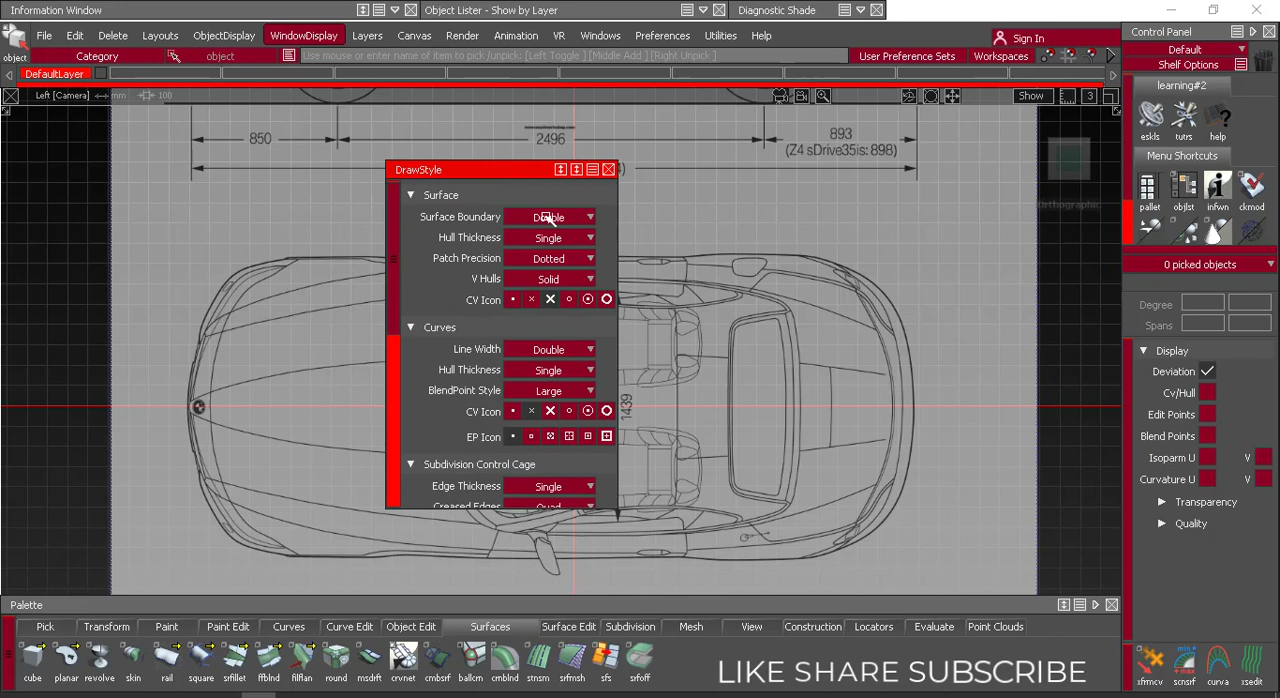 Information Window
Object Lister - Show by Layer
Diagnostic Shade
File Edit Delete Layouts ObjectDisplay WindowDisplay Layers Canvas Render Animation VR Windows Preferences Utilities Help
Sign In
Control Panel
Default
Shelf Options
object
Category
object
Use mouse or enter name of item to pick /unpick: [Left Toggle ] [Middle Add ] [Right Unpick ]
User Preference Sets
Workspaces
DefaultLayer
Left [Camera] mm 100
Show
3
learning#2
eskls tutrs help
Menu Shortcuts
pallet objlst infwn ckmod
0 picked objects
Degree
Spans
Display
Deviation
Cv/Hull
Edit Points
Blend Points
Isoparm U V
Curvature U V
Transparency
Quality
850
2496
893
(Z4 sDrive35is: 898)
1439
Orthographic
DrawStyle
Surface
Surface Boundary Double
Hull Thickness Single
Patch Precision Dotted
V Hulls Solid
CV Icon
Curves
Line Width Double
Hull Thickness Single
BlendPoint Style Large
CV Icon
EP Icon
Subdivision Control Cage
Edge Thickness Single
Creased Edges Quad
Palette
Pick Transform Paint Paint Edit Curves Curve Edit Object Edit Surfaces Surface Edit Subdivision Mesh View Construction Locators Evaluate Point Clouds
cube planar revolve skin rail square srfillet ffblnd filflan round msdrft crvnet cmbsrf ballcrn cmblnd stnsm srfmsh sfs srfoff
LIKE SHARE SUBSCRIBE
xfrmcv scnsrf curva xsedit